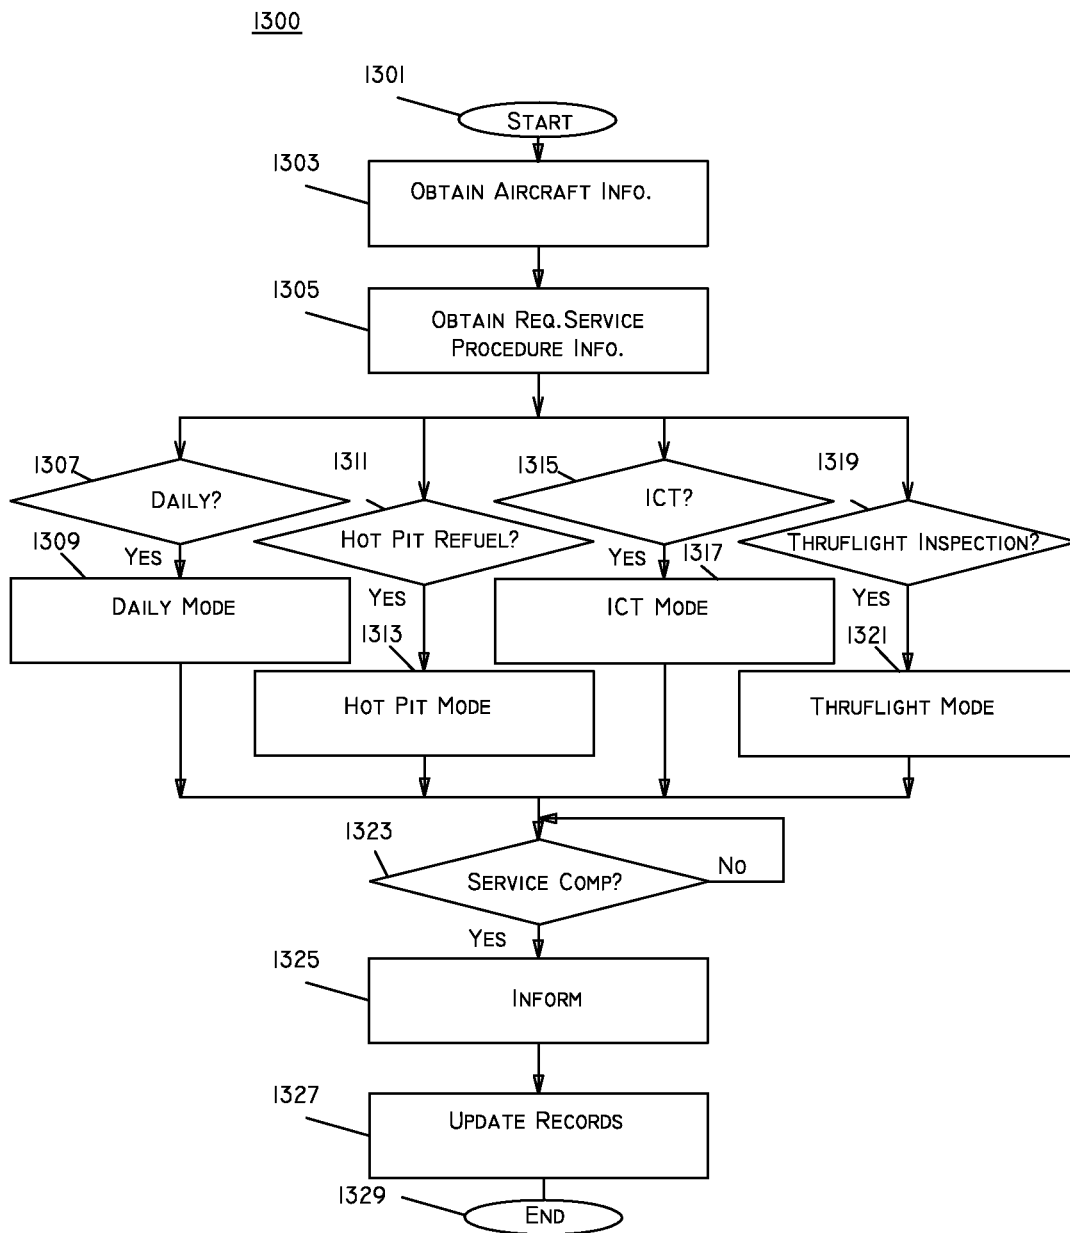 1300
1301
START
1303
OBTAIN AIRCRAFT INFO.
1305
OBTAIN REQ.SERVICE
PROCEDURE INFO.
1307
DAILY?
1311
HOT PIT REFUEL?
1315
ICT?
1319
THRUFLIGHT INSPECTION?
YES
1309
DAILY MODE
YES
1313
HOT PIT MODE
YES
1317
ICT MODE
YES
1321
THRUFLIGHT MODE
1323
SERVICE COMP?
NO
YES
1325
INFORM
1327
UPDATE RECORDS
1329
END